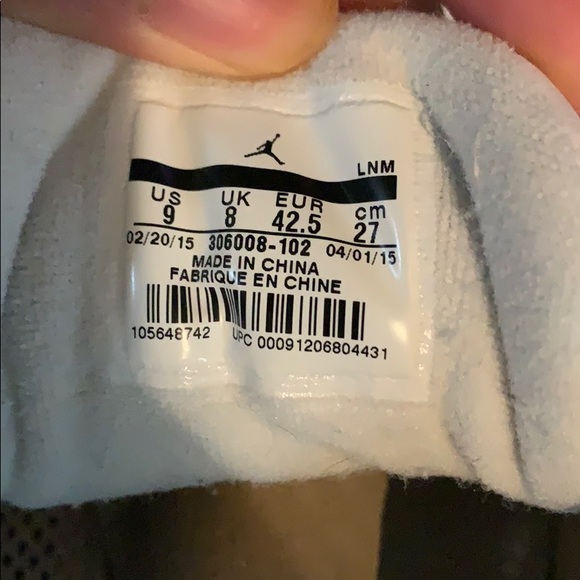 LNM
US UK EUR cm
9 8 42.5 27
02/20/15 306008-102 04/01/15
MADE IN CHINA
FABRIQUE EN CHINE
105648742 UPC 00091206804431